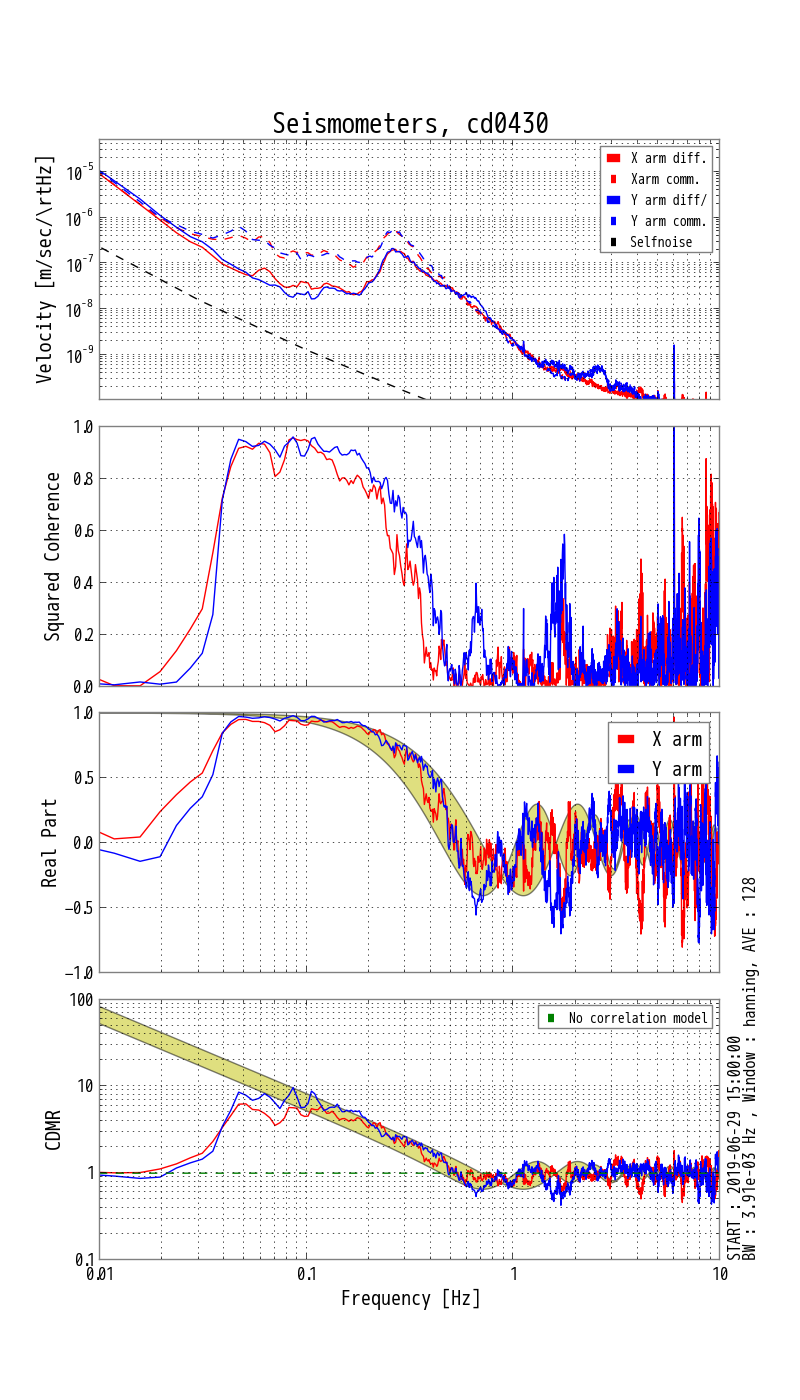 Seismometers, cd0430
Velocity [m/sec/\rtHz]
10^-5
10^-6
10^-7
10^-8
10^-9
X arm diff.
Xarm comm.
Y arm diff/
Y arm comm.
Selfnoise
Squared Coherence
1.0
0.8
0.6
0.4
0.2
0.0
Real Part
1.0
0.5
0.0
−0.5
−1.0
X arm
Y arm
CDMR
100
10
1
0.1
No correlation model
0.01
0.1
1
10
Frequency [Hz]
START : 2019-06-29 15:00:00
BW : 3.91e-03 Hz , Window : hanning, AVE : 128